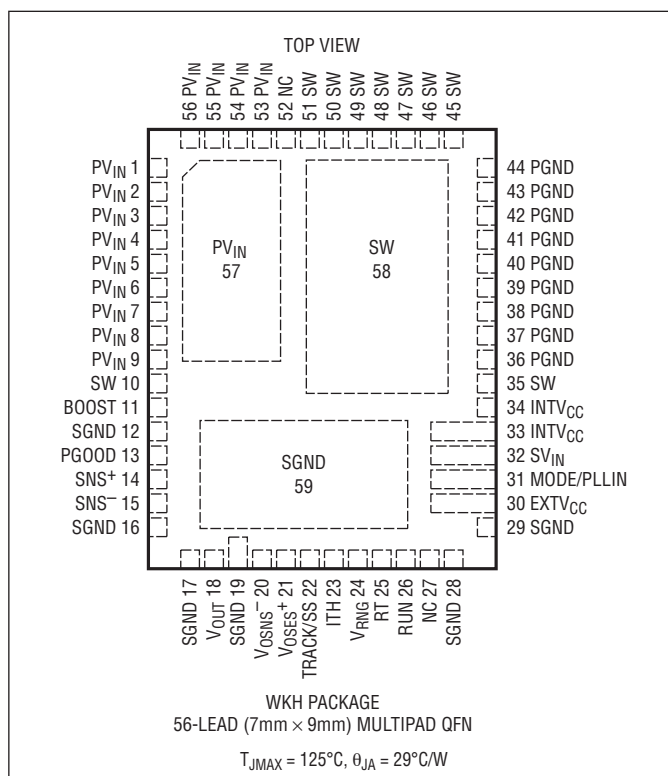 TOP VIEW
56 PVIN
55 PVIN
54 PVIN
53 PVIN
52 NC
51 SW
50 SW
49 SW
48 SW
47 SW
46 SW
45 SW
PVIN 1
PVIN 2
PVIN 3
PVIN 4
PVIN 5
PVIN 6
PVIN 7
PVIN 8
PVIN 9
SW 10
BOOST 11
SGND 12
PGOOD 13
SNS+ 14
SNS– 15
SGND 16
PVIN
57
SW
58
SGND
59
44 PGND
43 PGND
42 PGND
41 PGND
40 PGND
39 PGND
38 PGND
37 PGND
36 PGND
35 SW
34 INTVCC
33 INTVCC
32 SVIN
31 MODE/PLLIN
30 EXTVCC
29 SGND
SGND 17
VOUT 18
SGND 19
VOSNS– 20
VOSES+ 21
TRACK/SS 22
ITH 23
VRNG 24
RT 25
RUN 26
NC 27
SGND 28
WKH PACKAGE
56-LEAD (7mm × 9mm) MULTIPAD QFN
TJMAX = 125°C, θJA = 29°C/W